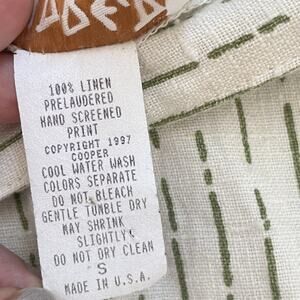 100% LINEN
PRELAUDERED
HAND SCREENED
PRINT
COPYRIGHT 1997
COOPER
COOL WATER WASH
COLORS SEPARATE
DO NOT BLEACH
GENTLE TUMBLE DRY
MAY SHRINK
SLIGHTLY
DO NOT DRY CLEAN
S
MADE IN U.S.A.